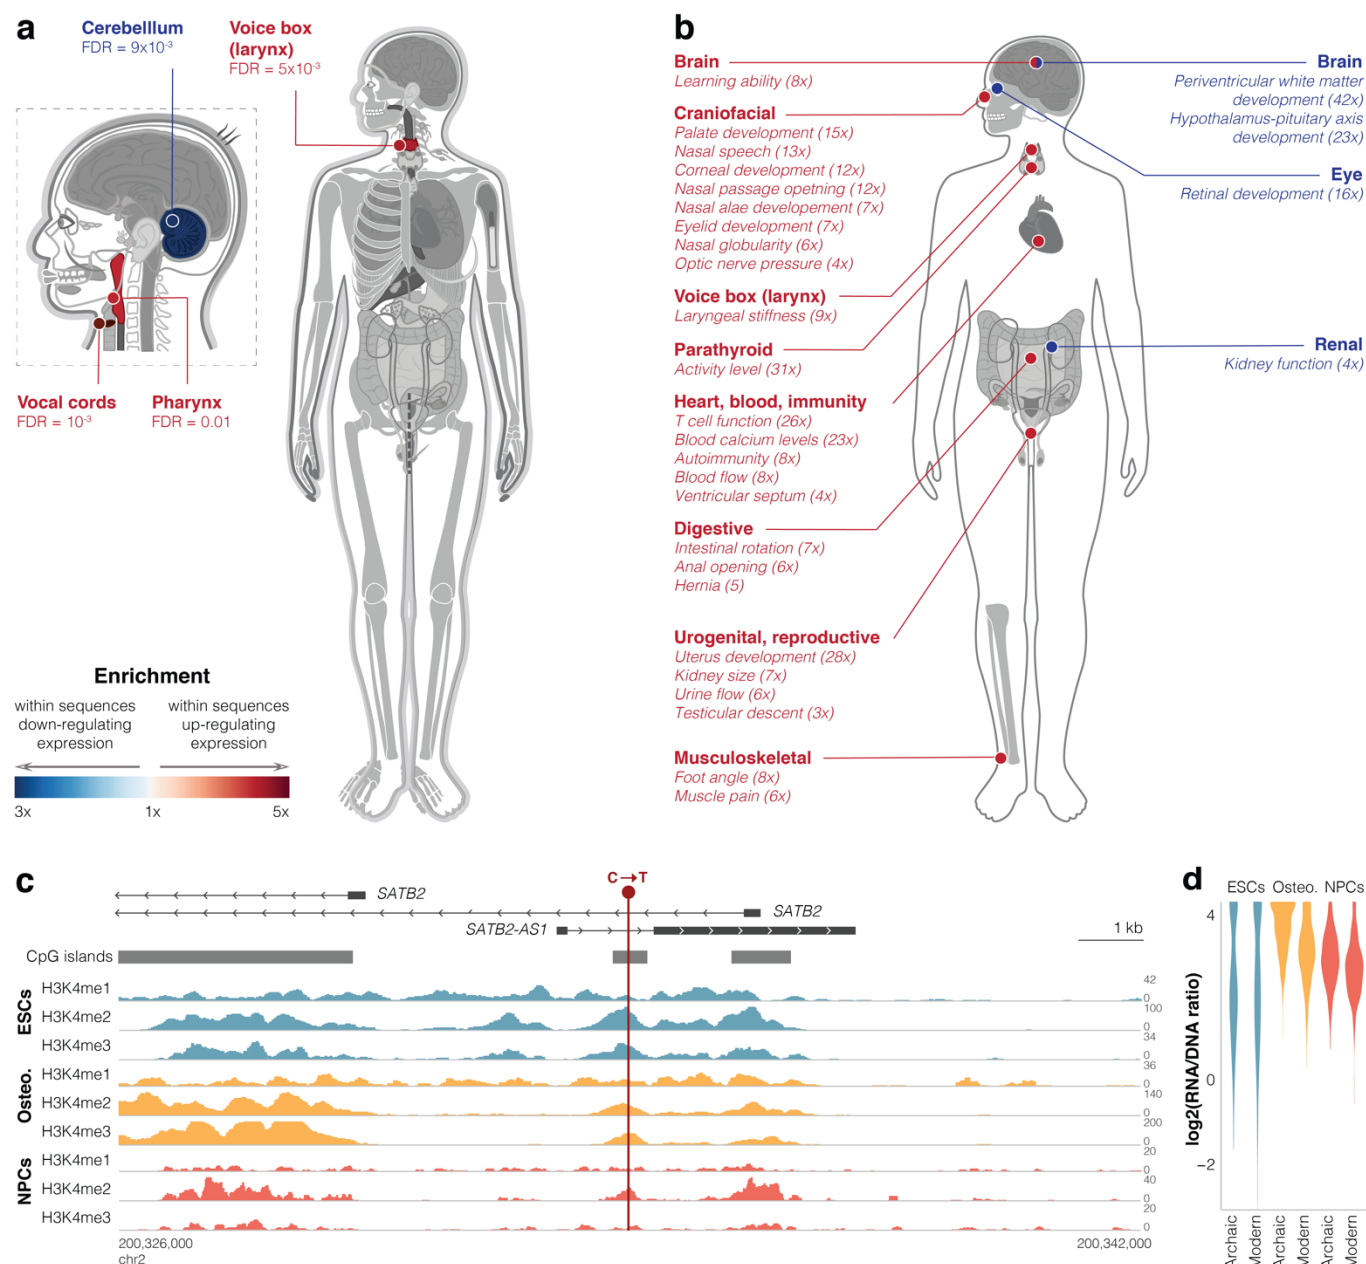 a
Cerebelllum
FDR = 9x10-3
Voice box
(larynx)
FDR = 5x10-3
Vocal cords
FDR = 10-3
Pharynx
FDR = 0.01
Enrichment
within sequences
down-regulating
expression
within sequences
up-regulating
expression
3x
1x
5x
b
Brain
Learning ability (8x)
Craniofacial
Palate development (15x)
Nasal speech (13x)
Corneal development (12x)
Nasal passage opetning (12x)
Nasal alae developement (7x)
Eyelid development (7x)
Nasal globularity (6x)
Optic nerve pressure (4x)
Voice box (larynx)
Laryngeal stiffness (9x)
Parathyroid
Activity level (31x)
Heart, blood, immunity
T cell function (26x)
Blood calcium levels (23x)
Autoimmunity (8x)
Blood flow (8x)
Ventricular septum (4x)
Digestive
Intestinal rotation (7x)
Anal opening (6x)
Hernia (5)
Urogenital, reproductive
Uterus development (28x)
Kidney size (7x)
Urine flow (6x)
Testicular descent (3x)
Musculoskeletal
Foot angle (8x)
Muscle pain (6x)
Brain
Periventricular white matter
development (42x)
Hypothalamus-pituitary axis
development (23x)
Eye
Retinal development (16x)
Renal
Kidney function (4x)
c
C→T
SATB2
SATB2
SATB2-AS1
1 kb
CpG islands
ESCs
H3K4me1
42
0
H3K4me2
100
0
H3K4me3
34
0
Osteo.
H3K4me1
36
0
H3K4me2
140
0
H3K4me3
200
0
NPCs
H3K4me1
20
0
H3K4me2
40
0
H3K4me3
20
0
200,326,000
chr2
200,342,000
d
ESCs Osteo. NPCs
log2(RNA/DNA ratio)
4
0
−2
Archaic
Modern
Archaic
Modern
Archaic
Modern